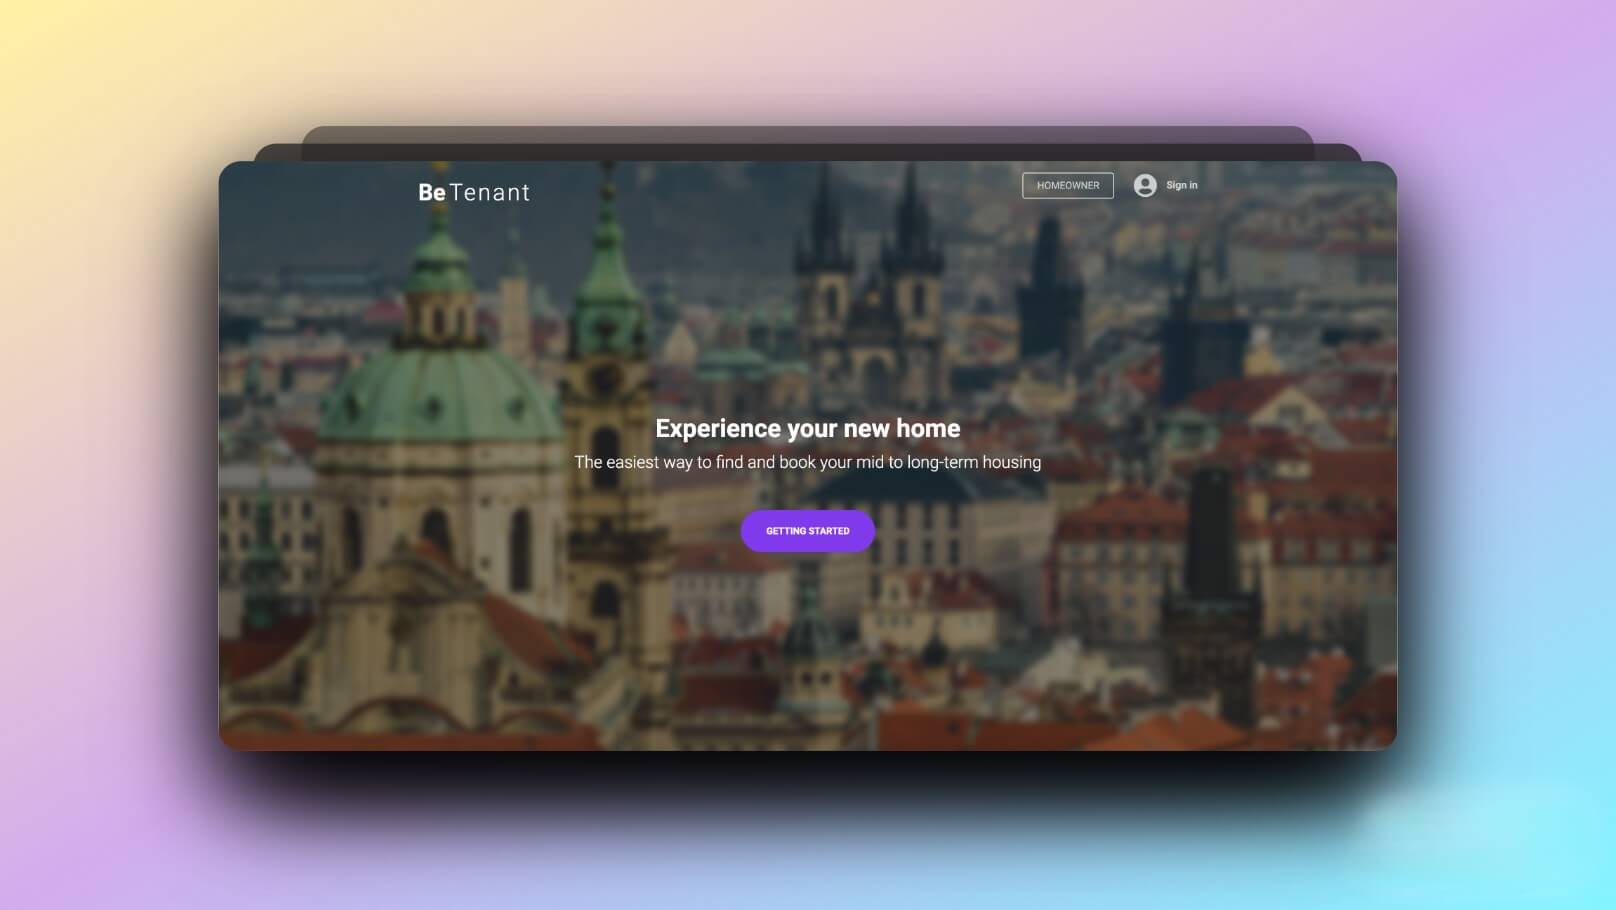 BeTenant
HOMEOWNER
Sign in
Experience your new home
The easiest way to find and book your mid to long-term housing
GETTING STARTED